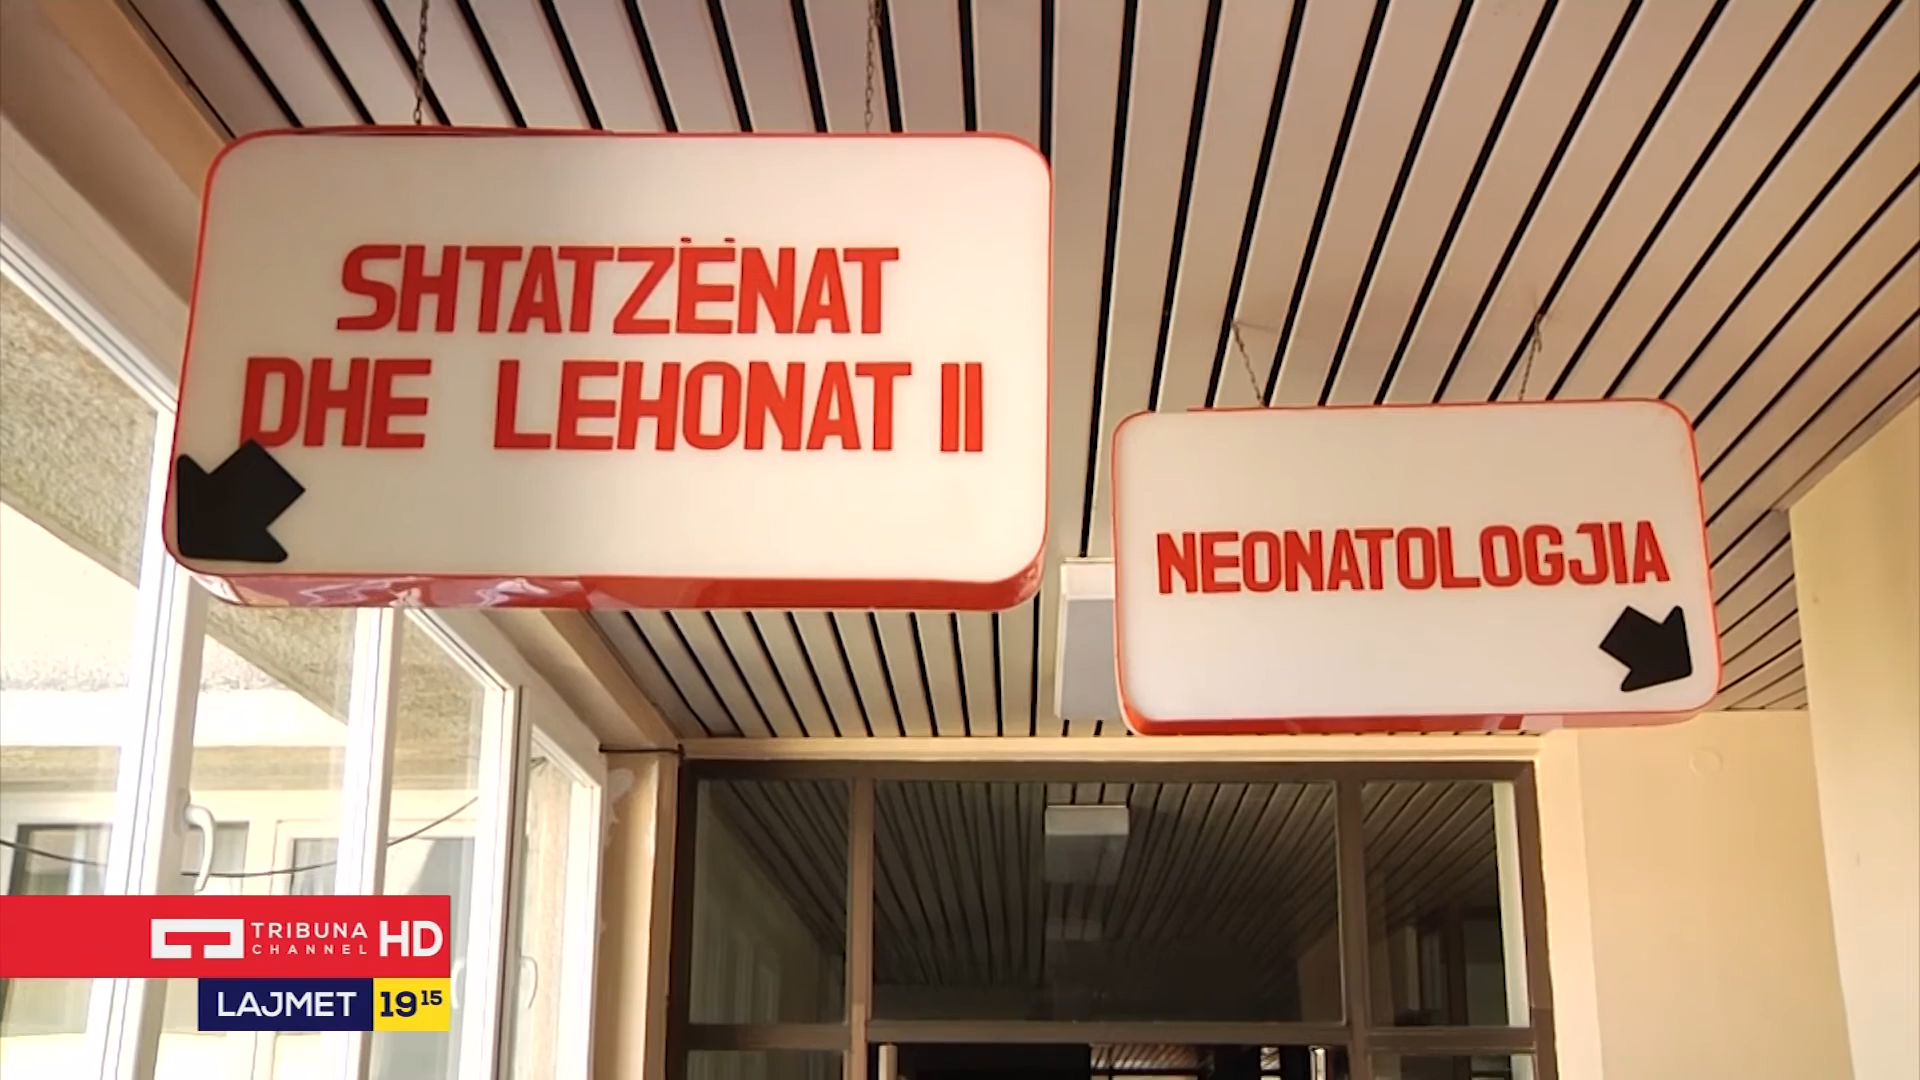 SHTATZËNAT
DHE LEHONAT II
NEONATOLOGJIA
TRIBUNA
CHANNEL
HD
LAJMET 19 15